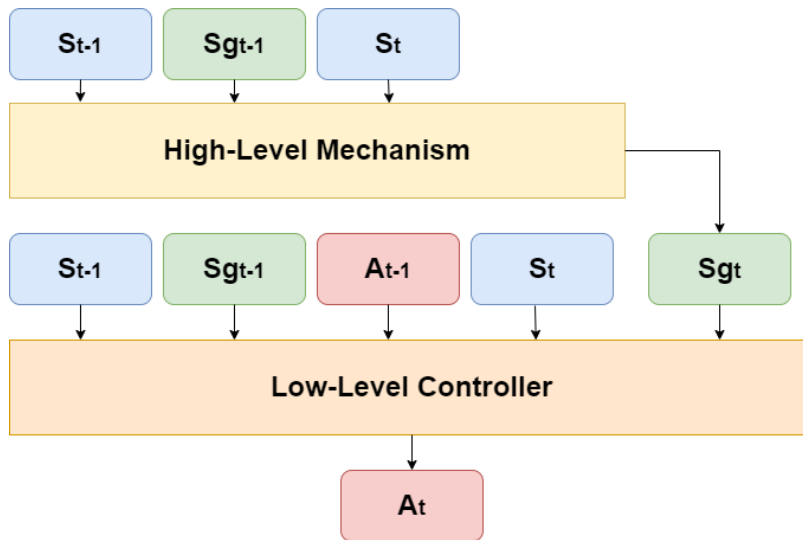 St-1 Sgt-1 St
High-Level Mechanism
St-1 Sgt-1 At-1 St Sgt
Low-Level Controller
At